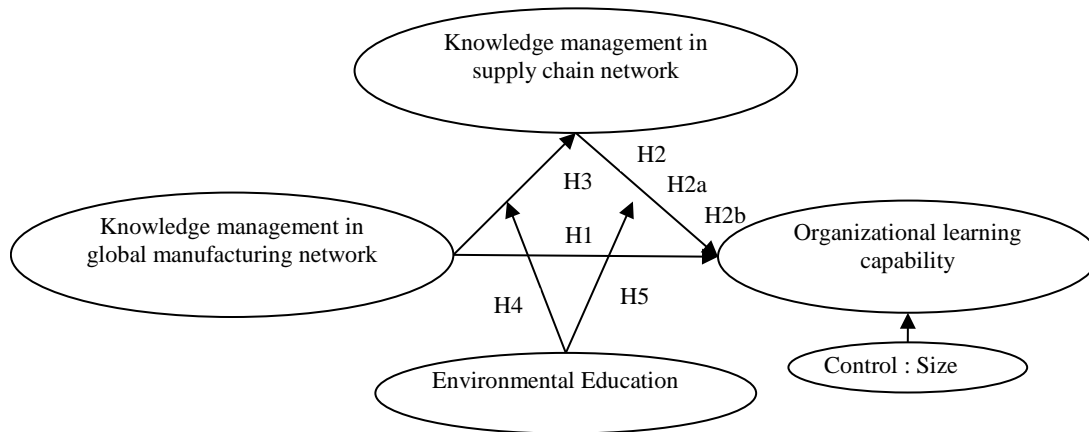 Knowledge management in
supply chain network
H2
H2a
H3
H2b
Knowledge management in
global manufacturing network
H1
Organizational learning
capability
H4
H5
Environmental Education
Control : Size